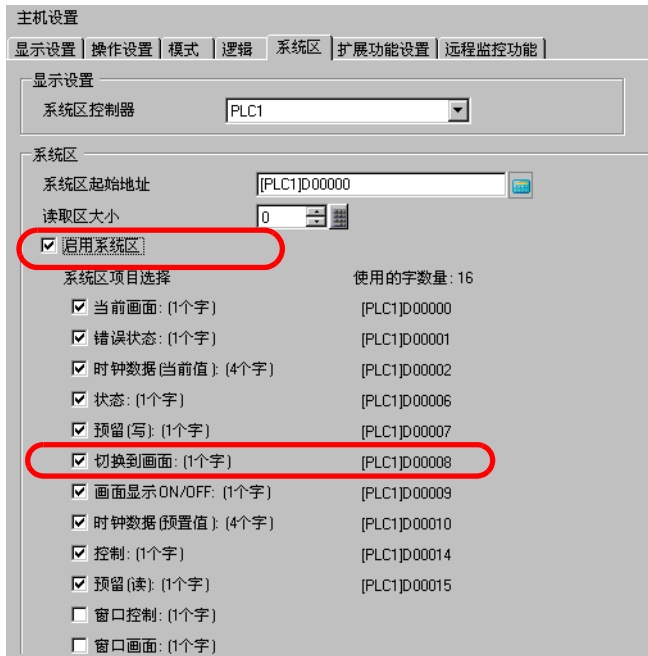 主机设置
显示设置 操作设置 模式 逻辑 系统区 扩展功能设置 远程监控功能
显示设置
系统区控制器 PLC1
系统区
系统区起始地址 [PLC1]D00000
读取区大小 0
启用系统区
系统区项目选择 使用的字数量: 16
当前画面: (1个字) [PLC1]D00000
错误状态: (1个字) [PLC1]D00001
时钟数据(当前值): (4个字) [PLC1]D00002
状态: (1个字) [PLC1]D00006
预留(写): (1个字) [PLC1]D00007
切换到画面: (1个字) [PLC1]D00008
画面显示ON/OFF: (1个字) [PLC1]D00009
时钟数据(预置值): (4个字) [PLC1]D00010
控制: (1个字) [PLC1]D00014
预留(读): (1个字) [PLC1]D00015
窗口控制: (1个字)
窗口画面: (1个字)